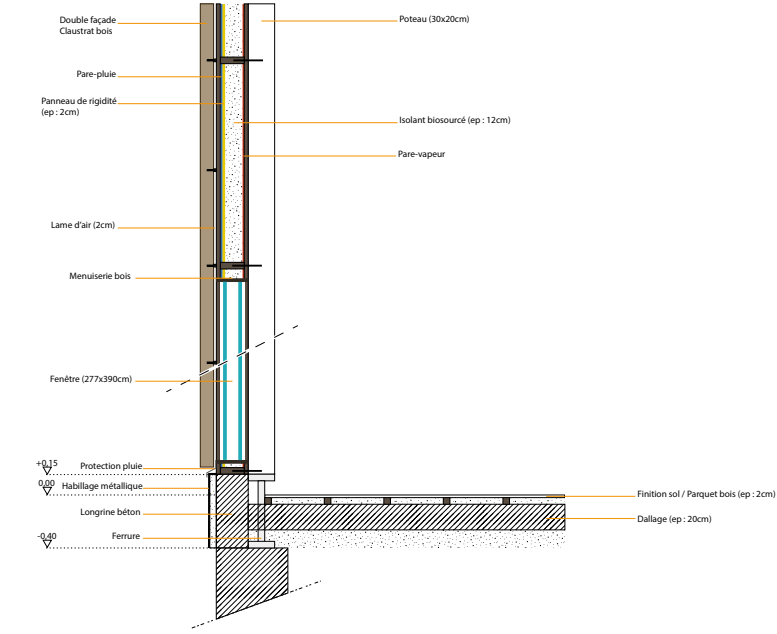 Double façade
Claustrat bois
Poteau (30x20cm)
Pare-pluie
Panneau de rigidité
(ep : 2cm)
Isolant biosourcé (ep : 12cm)
Pare-vapeur
Lame d'air (2cm)
Menuiserie bois
Fenêtre (277x390cm)
+0,15
Protection pluie
0,00
Habillage métallique
Finition sol / Parquet bois (ep : 2cm)
Longrine béton
Dallage (ep : 20cm)
-0,40
Ferrure